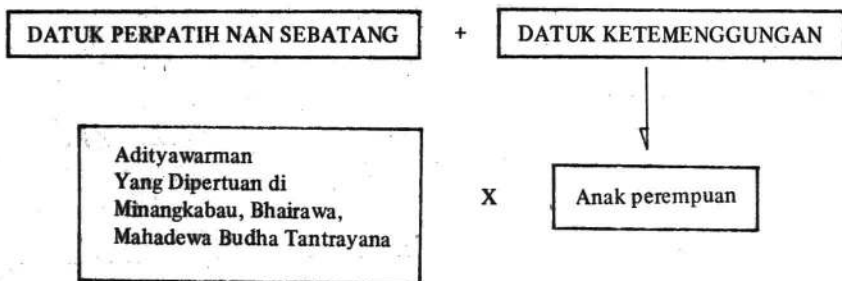 DATUK PERPATIH NAN SEBATANG + DATUK KETEMENGGUNGAN
Adityawarman
Yang Dipertuan di
Minangkabau, Bhairawa,
Mahadewa Budha Tantrayana
X Anak perempuan